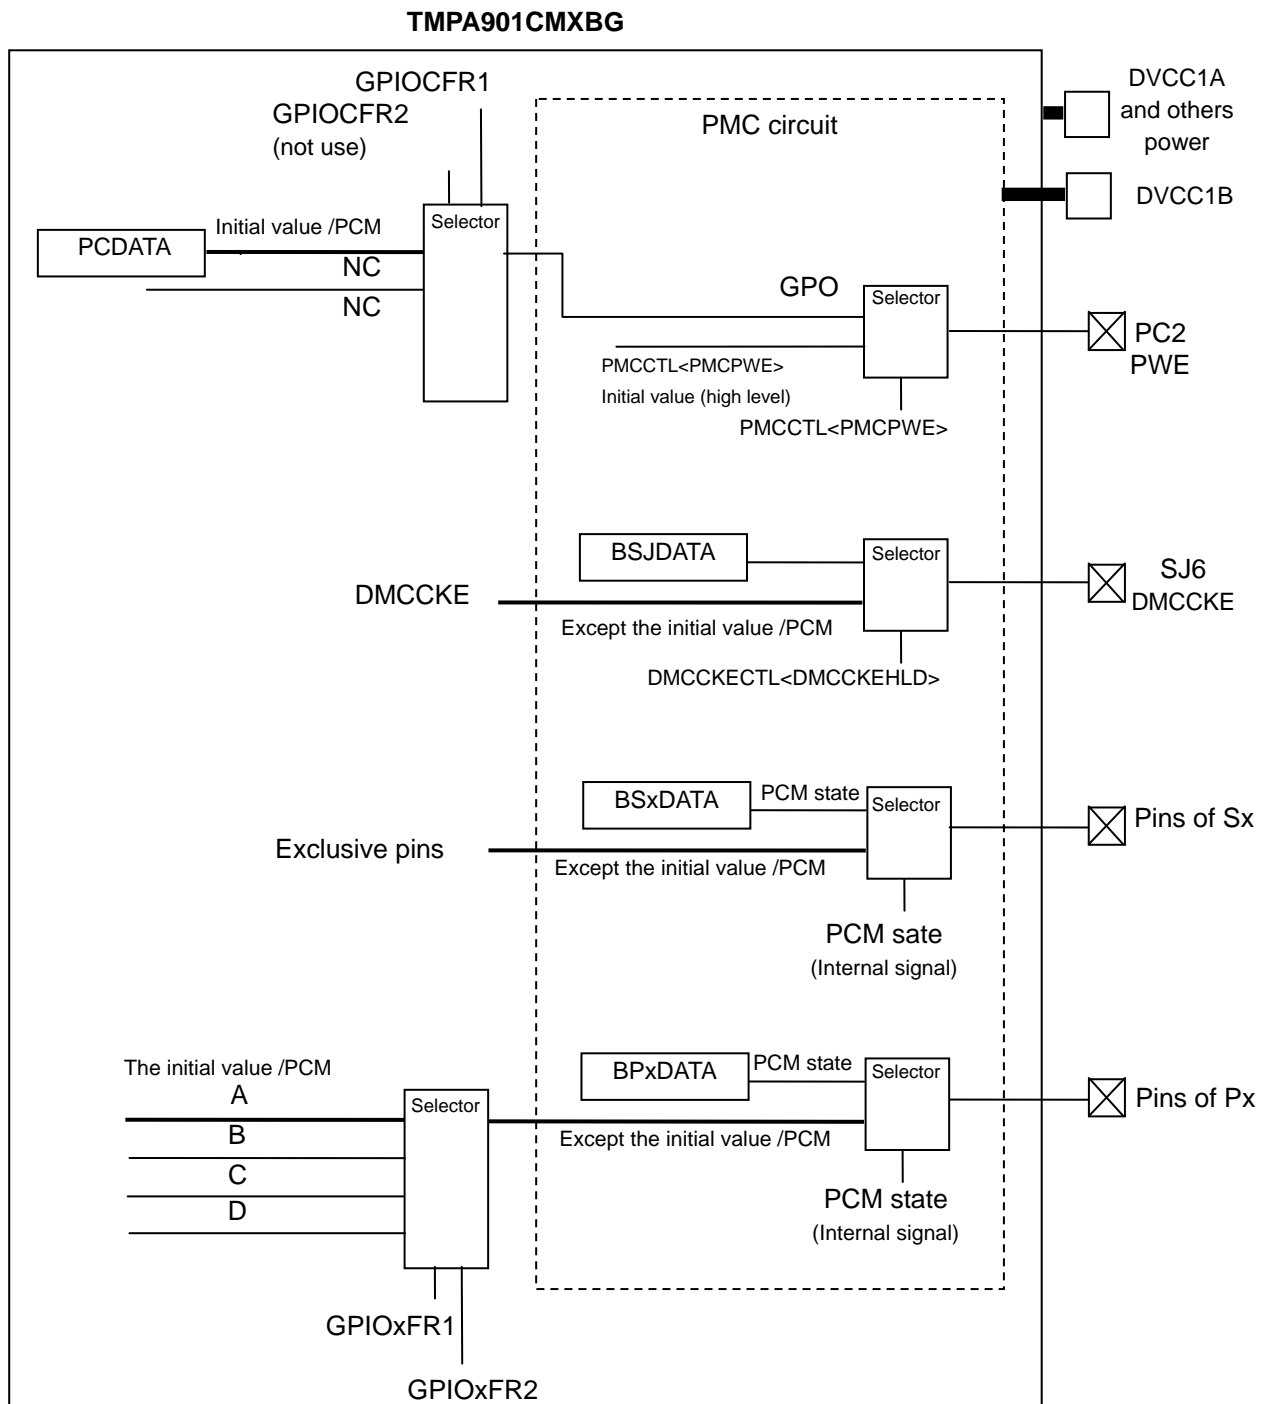 TMPA901CMXBG
GPIOCFR1
GPIOCFR2
(not use)
PMC circuit
DVCC1A
and others
power
DVCC1B
PCDATA
Initial value /PCM
NC
NC
Selector
GPO
Selector
PMCCTL<PMCPWE>
Initial value (high level)
PMCCTL<PMCPWE>
PC2
PWE
BSJDATA
Selector
DMCCKE
Except the initial value /PCM
DMCCKECTL<DMCCKEHLD>
SJ6
DMCCKE
BSxDATA
PCM state
Selector
Exclusive pins
Except the initial value /PCM
PCM sate
(Internal signal)
Pins of Sx
The initial value /PCM
A
B
C
D
Selector
BPxDATA
PCM state
Selector
Except the initial value /PCM
PCM state
(Internal signal)
Pins of Px
GPIOxFR1
GPIOxFR2